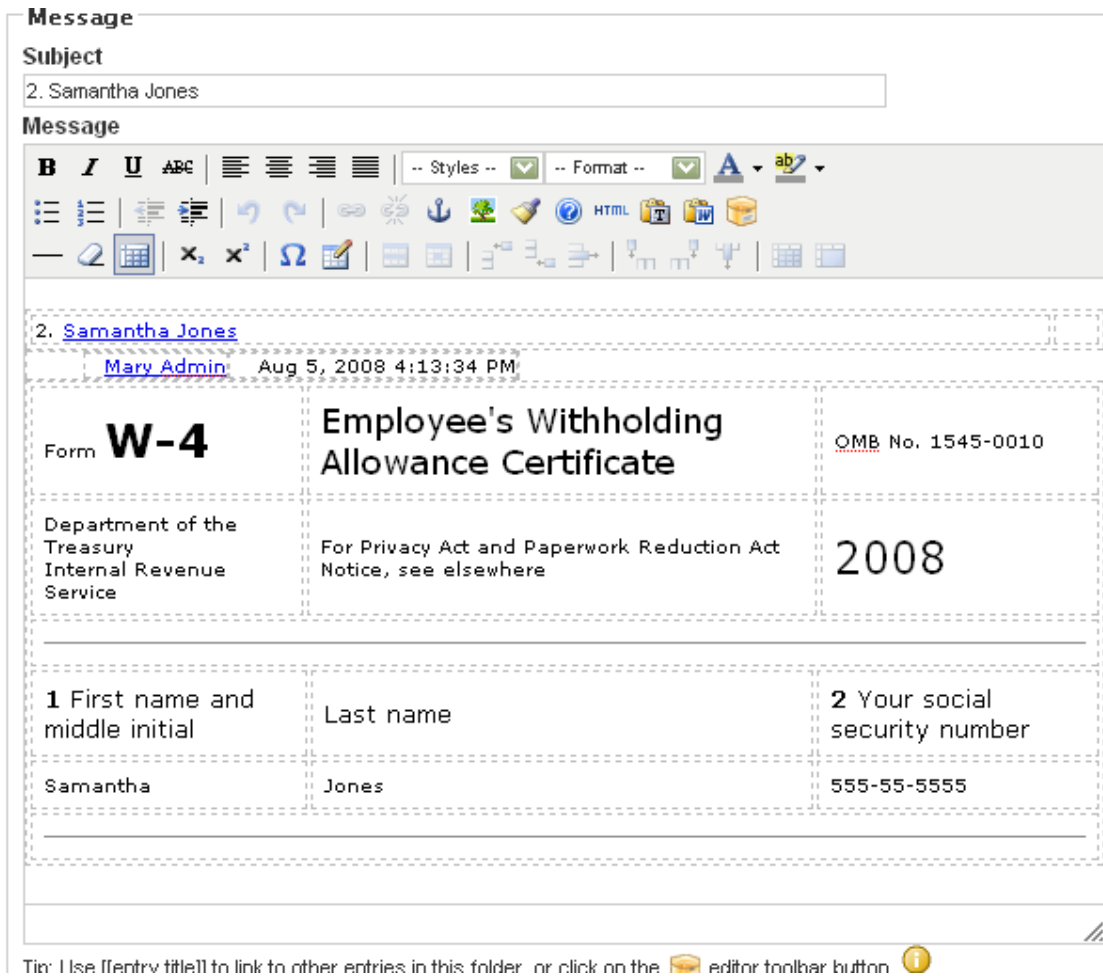 Message
Subject
2. Samantha Jones
Message
B I U ABC -- Styles -- -- Format -- A ab
HTML T W
x₂ x² Ω
2. Samantha Jones
Mary Admin Aug 5, 2008 4:13:34 PM
Form W-4
Employee's Withholding
Allowance Certificate
OMB No. 1545-0010
Department of the
Treasury
Internal Revenue
Service
For Privacy Act and Paperwork Reduction Act
Notice, see elsewhere
2008
1 First name and
middle initial
Last name
2 Your social
security number
Samantha
Jones
555-55-5555
Tip: Use [[entry title]] to link to other entries in this folder, or click on the editor toolbar button.